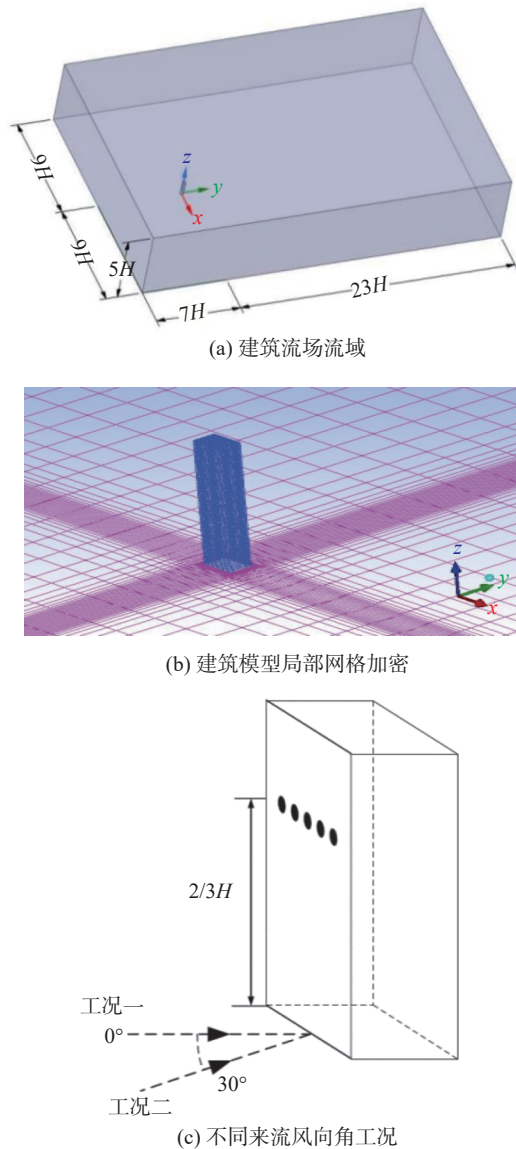 z
y
x
9H
9H
5H
7H
23H
(a) 建筑流场流域
z
y
x
(b) 建筑模型局部网格加密
2/3H
工况一
0°
30°
工况二
(c) 不同来流风向角工况